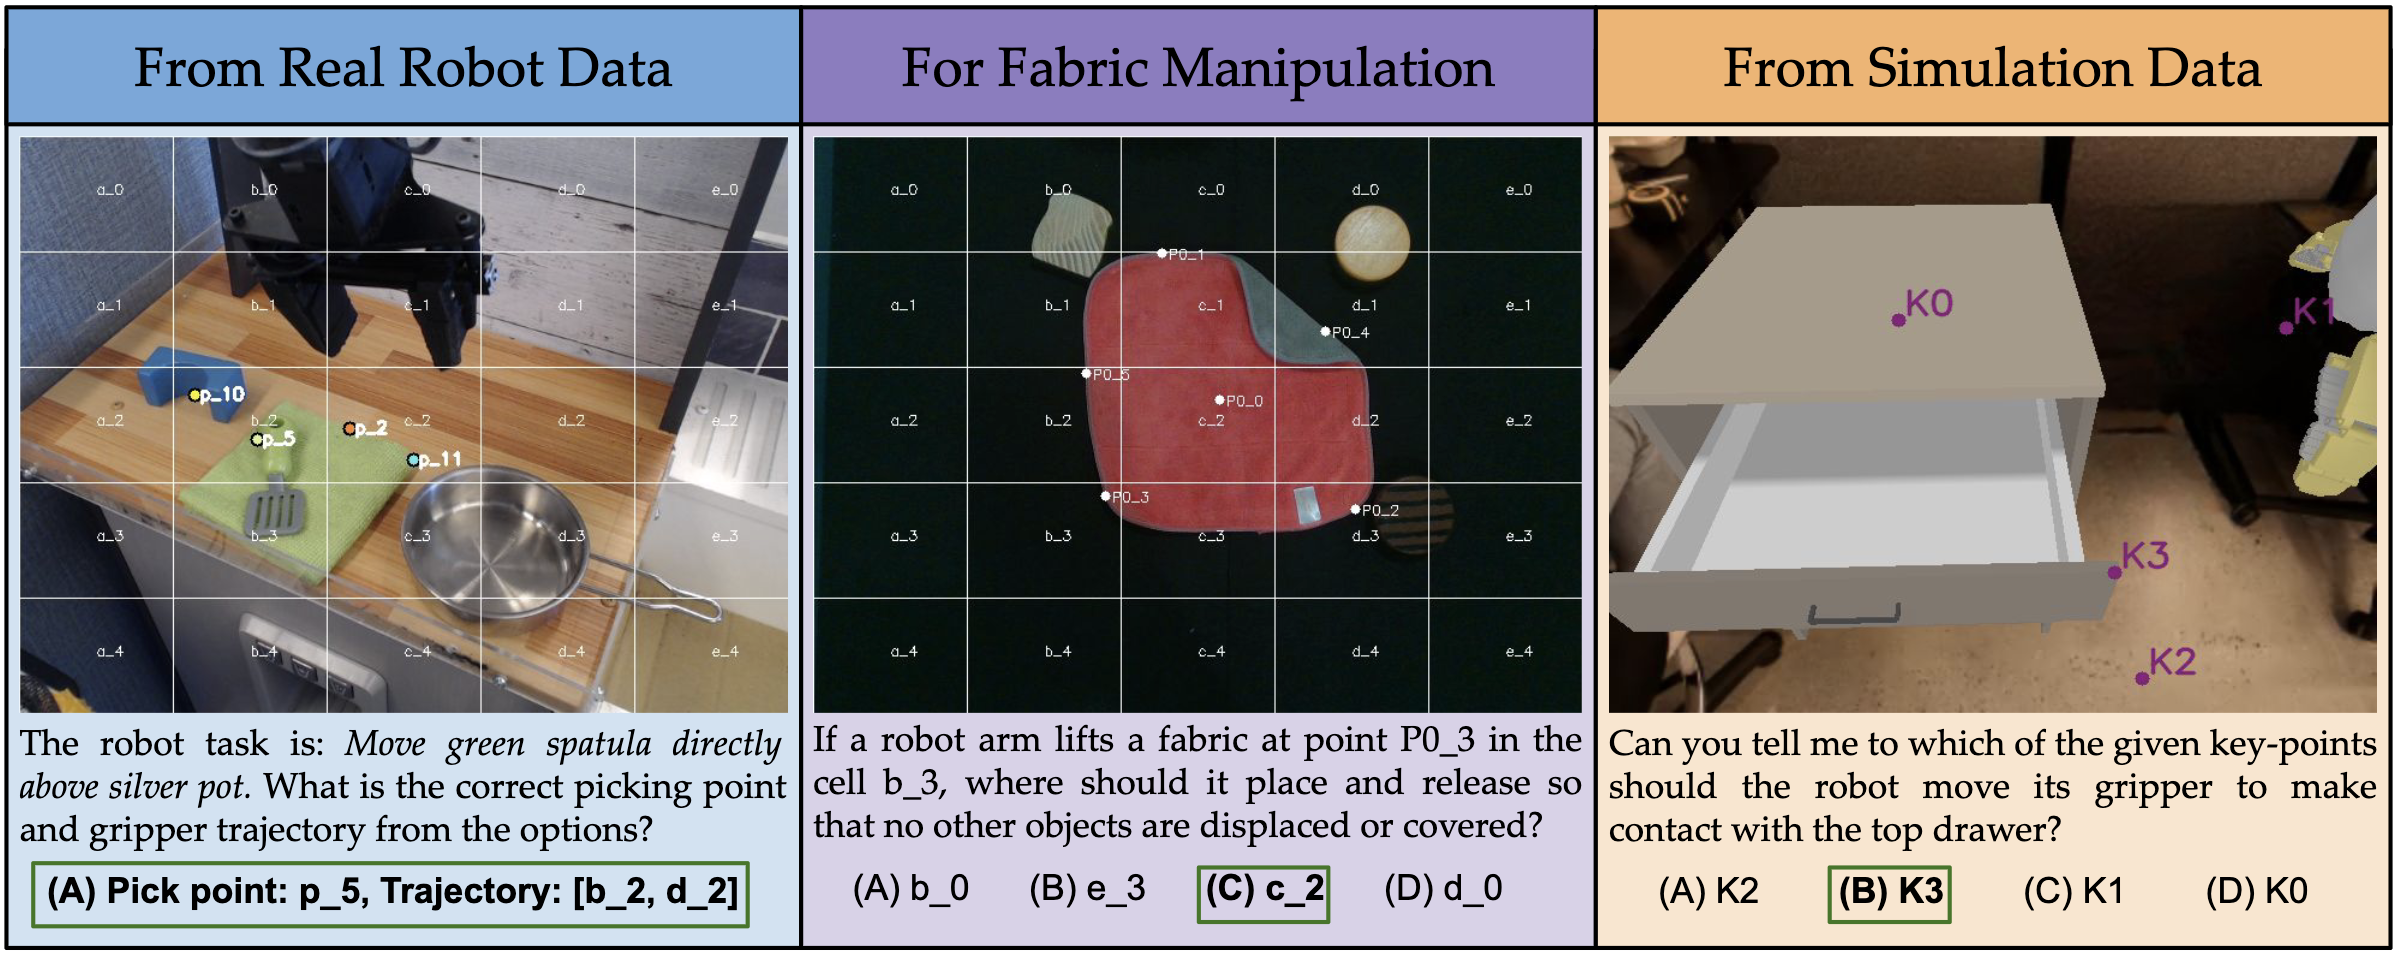 From Real Robot Data
For Fabric Manipulation
From Simulation Data
a_0 b_0 c_0 d_0 e_0
a_1 b_1 c_1 d_1 e_1
p_10
a_2 b_2 c_2 d_2 e_2
p_5 p_2
p_11
a_3 b_3 c_3 d_3 e_3
a_4 b_4 c_4 d_4 e_4
The robot task is: Move green spatula directly
above silver pot. What is the correct picking point
and gripper trajectory from the options?
(A) Pick point: p_5, Trajectory: [b_2, d_2]
a_0 b_0 c_0 d_0 e_0
P0_1
a_1 b_1 c_1 d_1 e_1
P0_4
P0_5
P0_0
a_2 b_2 c_2 d_2 e_2
P0_3
P0_2
a_3 b_3 c_3 d_3 e_3
a_4 b_4 c_4 d_4 e_4
If a robot arm lifts a fabric at point P0_3 in the
cell b_3, where should it place and release so
that no other objects are displaced or covered?
(A) b_0 (B) e_3 (C) c_2 (D) d_0
K0
K1
K3
K2
Can you tell me to which of the given key-points
should the robot move its gripper to make
contact with the top drawer?
(A) K2 (B) K3 (C) K1 (D) K0